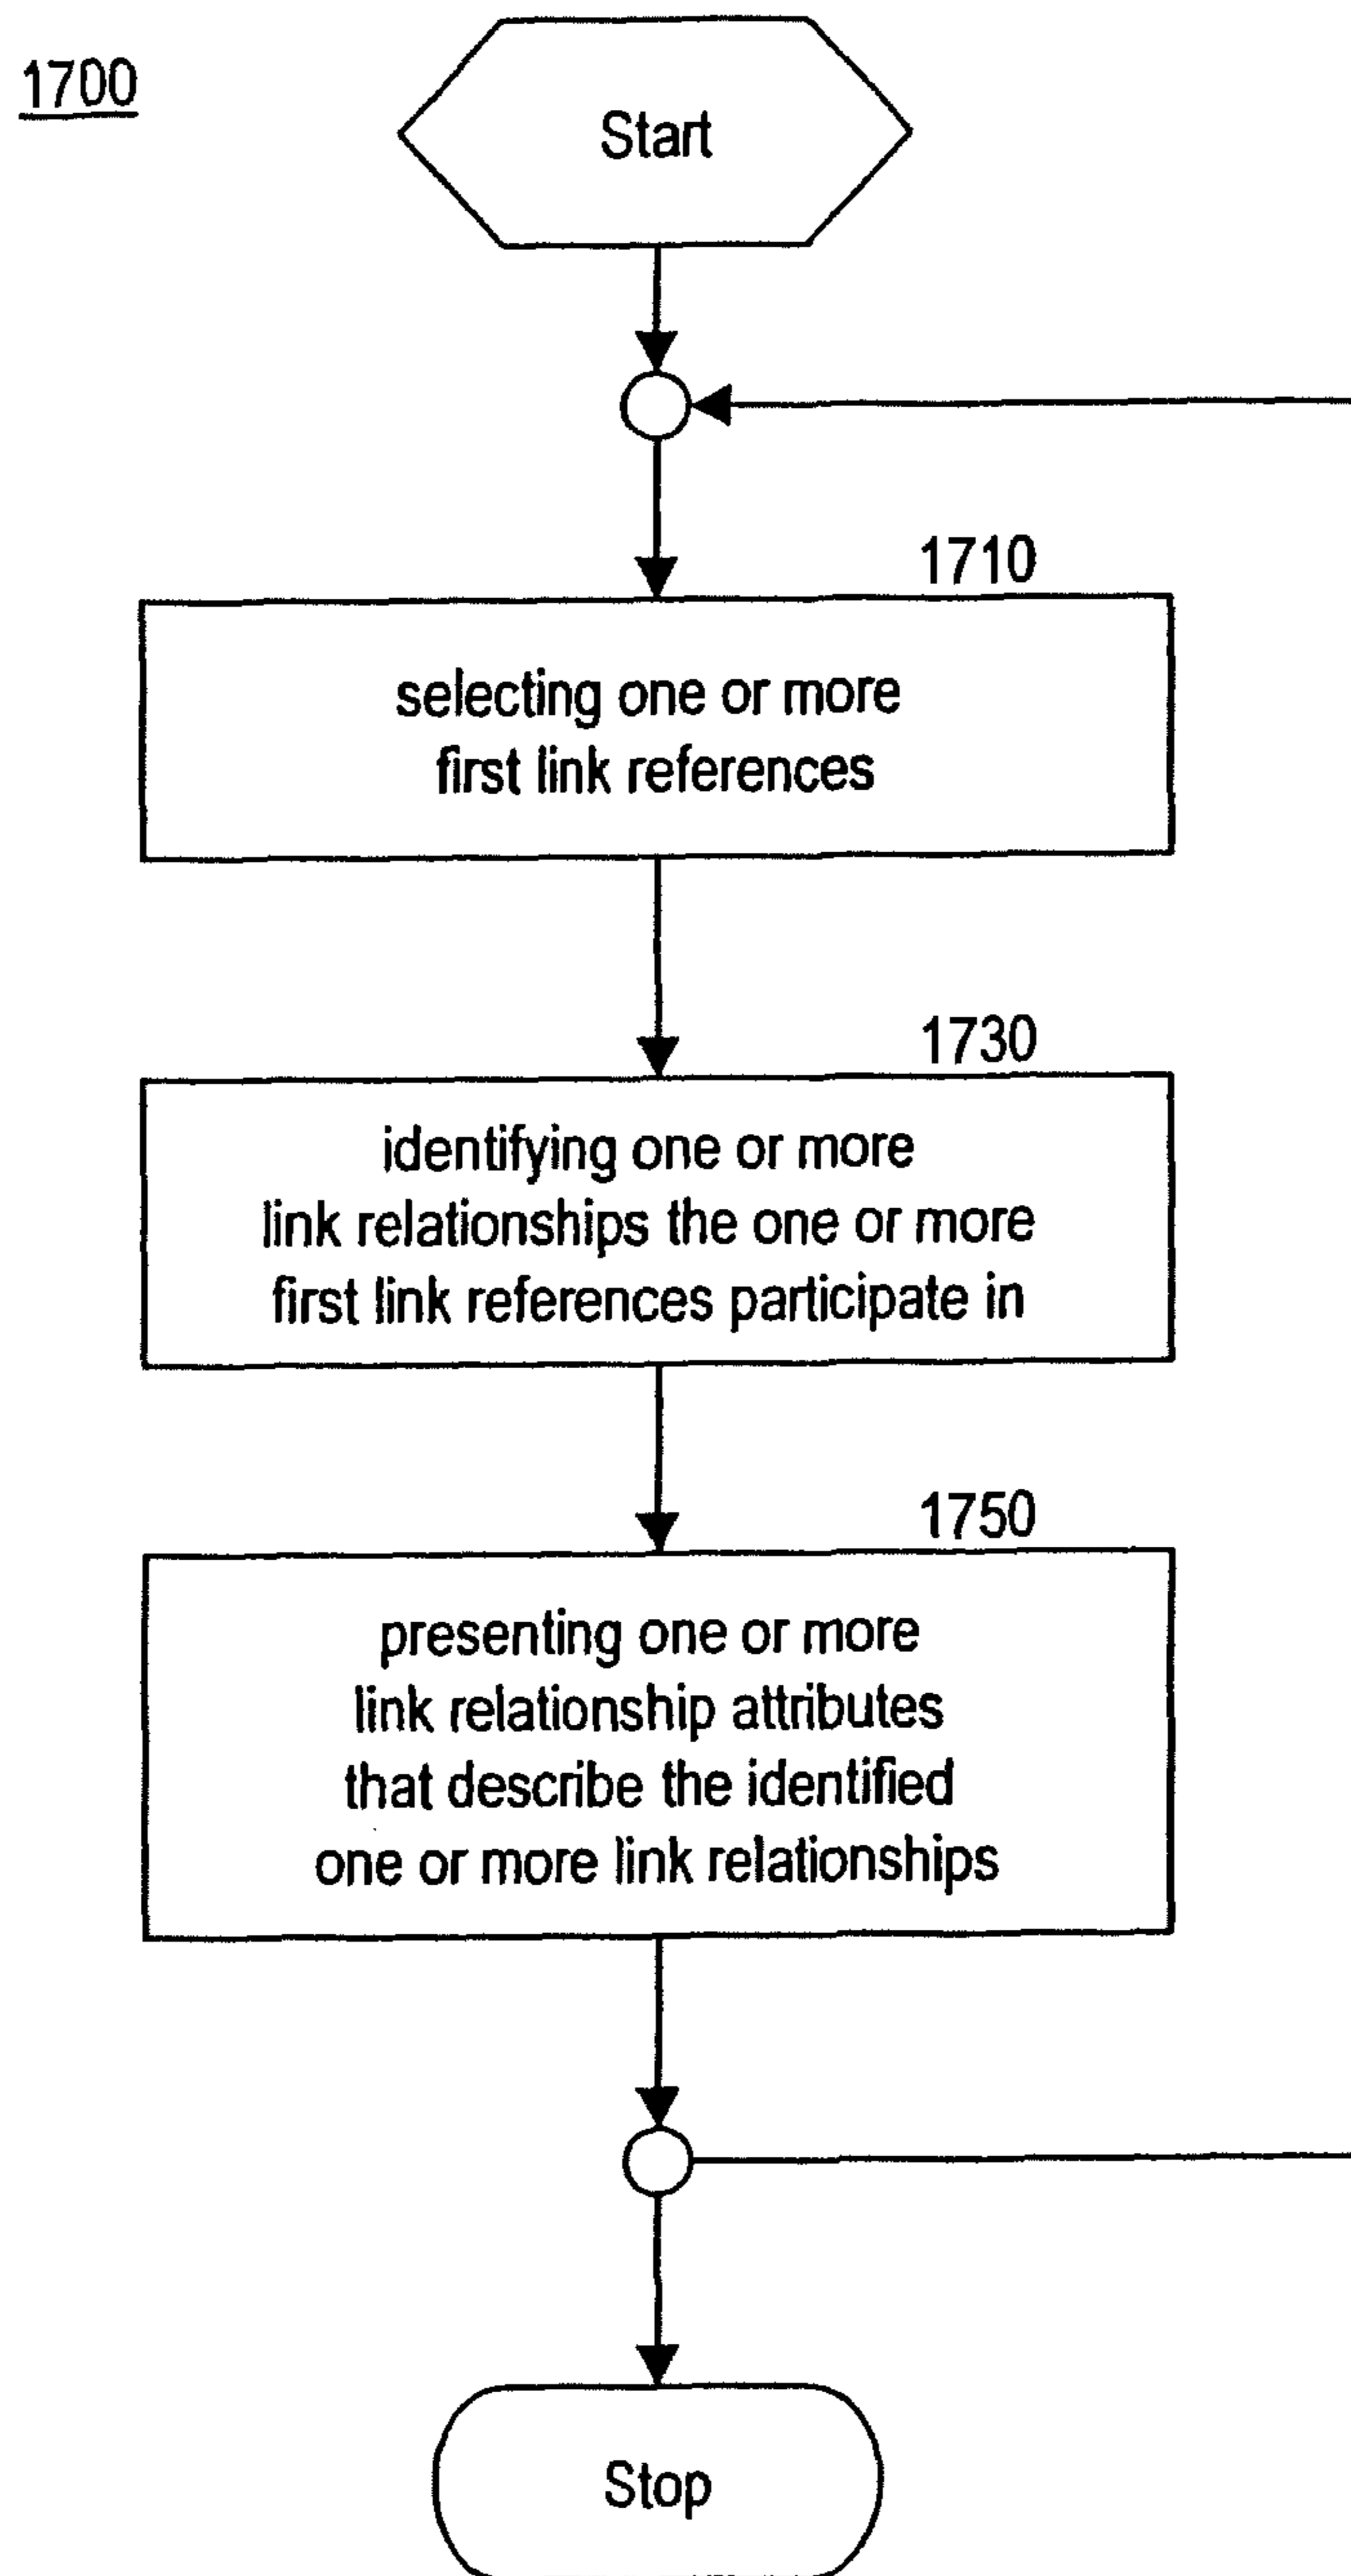 1700
Start
1710
selecting one or more
first link references
1730
identifying one or more
link relationships the one or more
first link references participate in
1750
presenting one or more
link relationship attributes
that describe the identified
one or more link relationships
Stop